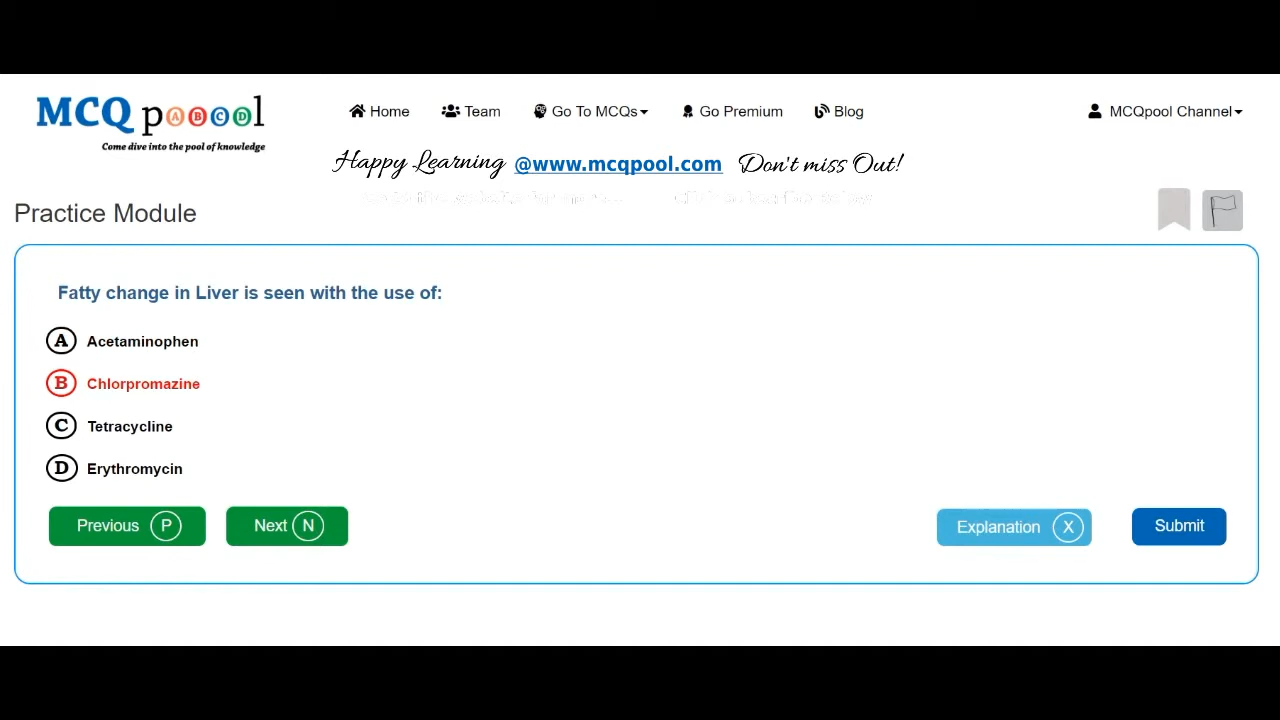 MCQ pABCDl
Come dive into the pool of knowledge
Home Team Go To MCQs Go Premium Blog MCQpool Channel
Happy Learning @www.mcqpool.com Don't miss Out!
Practice Module
Fatty change in Liver is seen with the use of:
A Acetaminophen
B Chlorpromazine
C Tetracycline
D Erythromycin
Previous P Next N Explanation X Submit